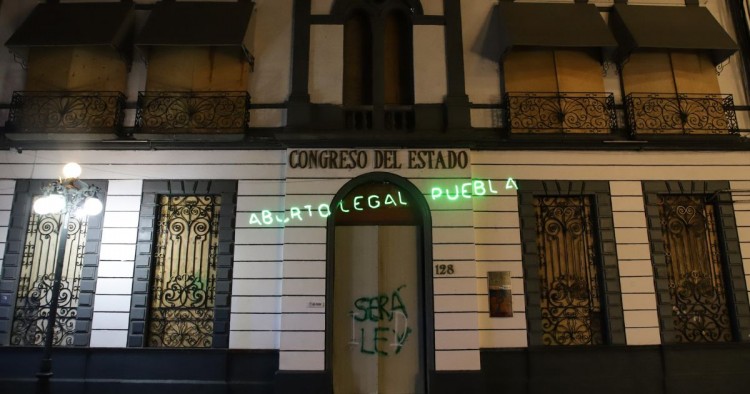 CONGRESO DEL ESTADO
ABORTO LEGAL PUEBLA
128
SERÁ
LEY